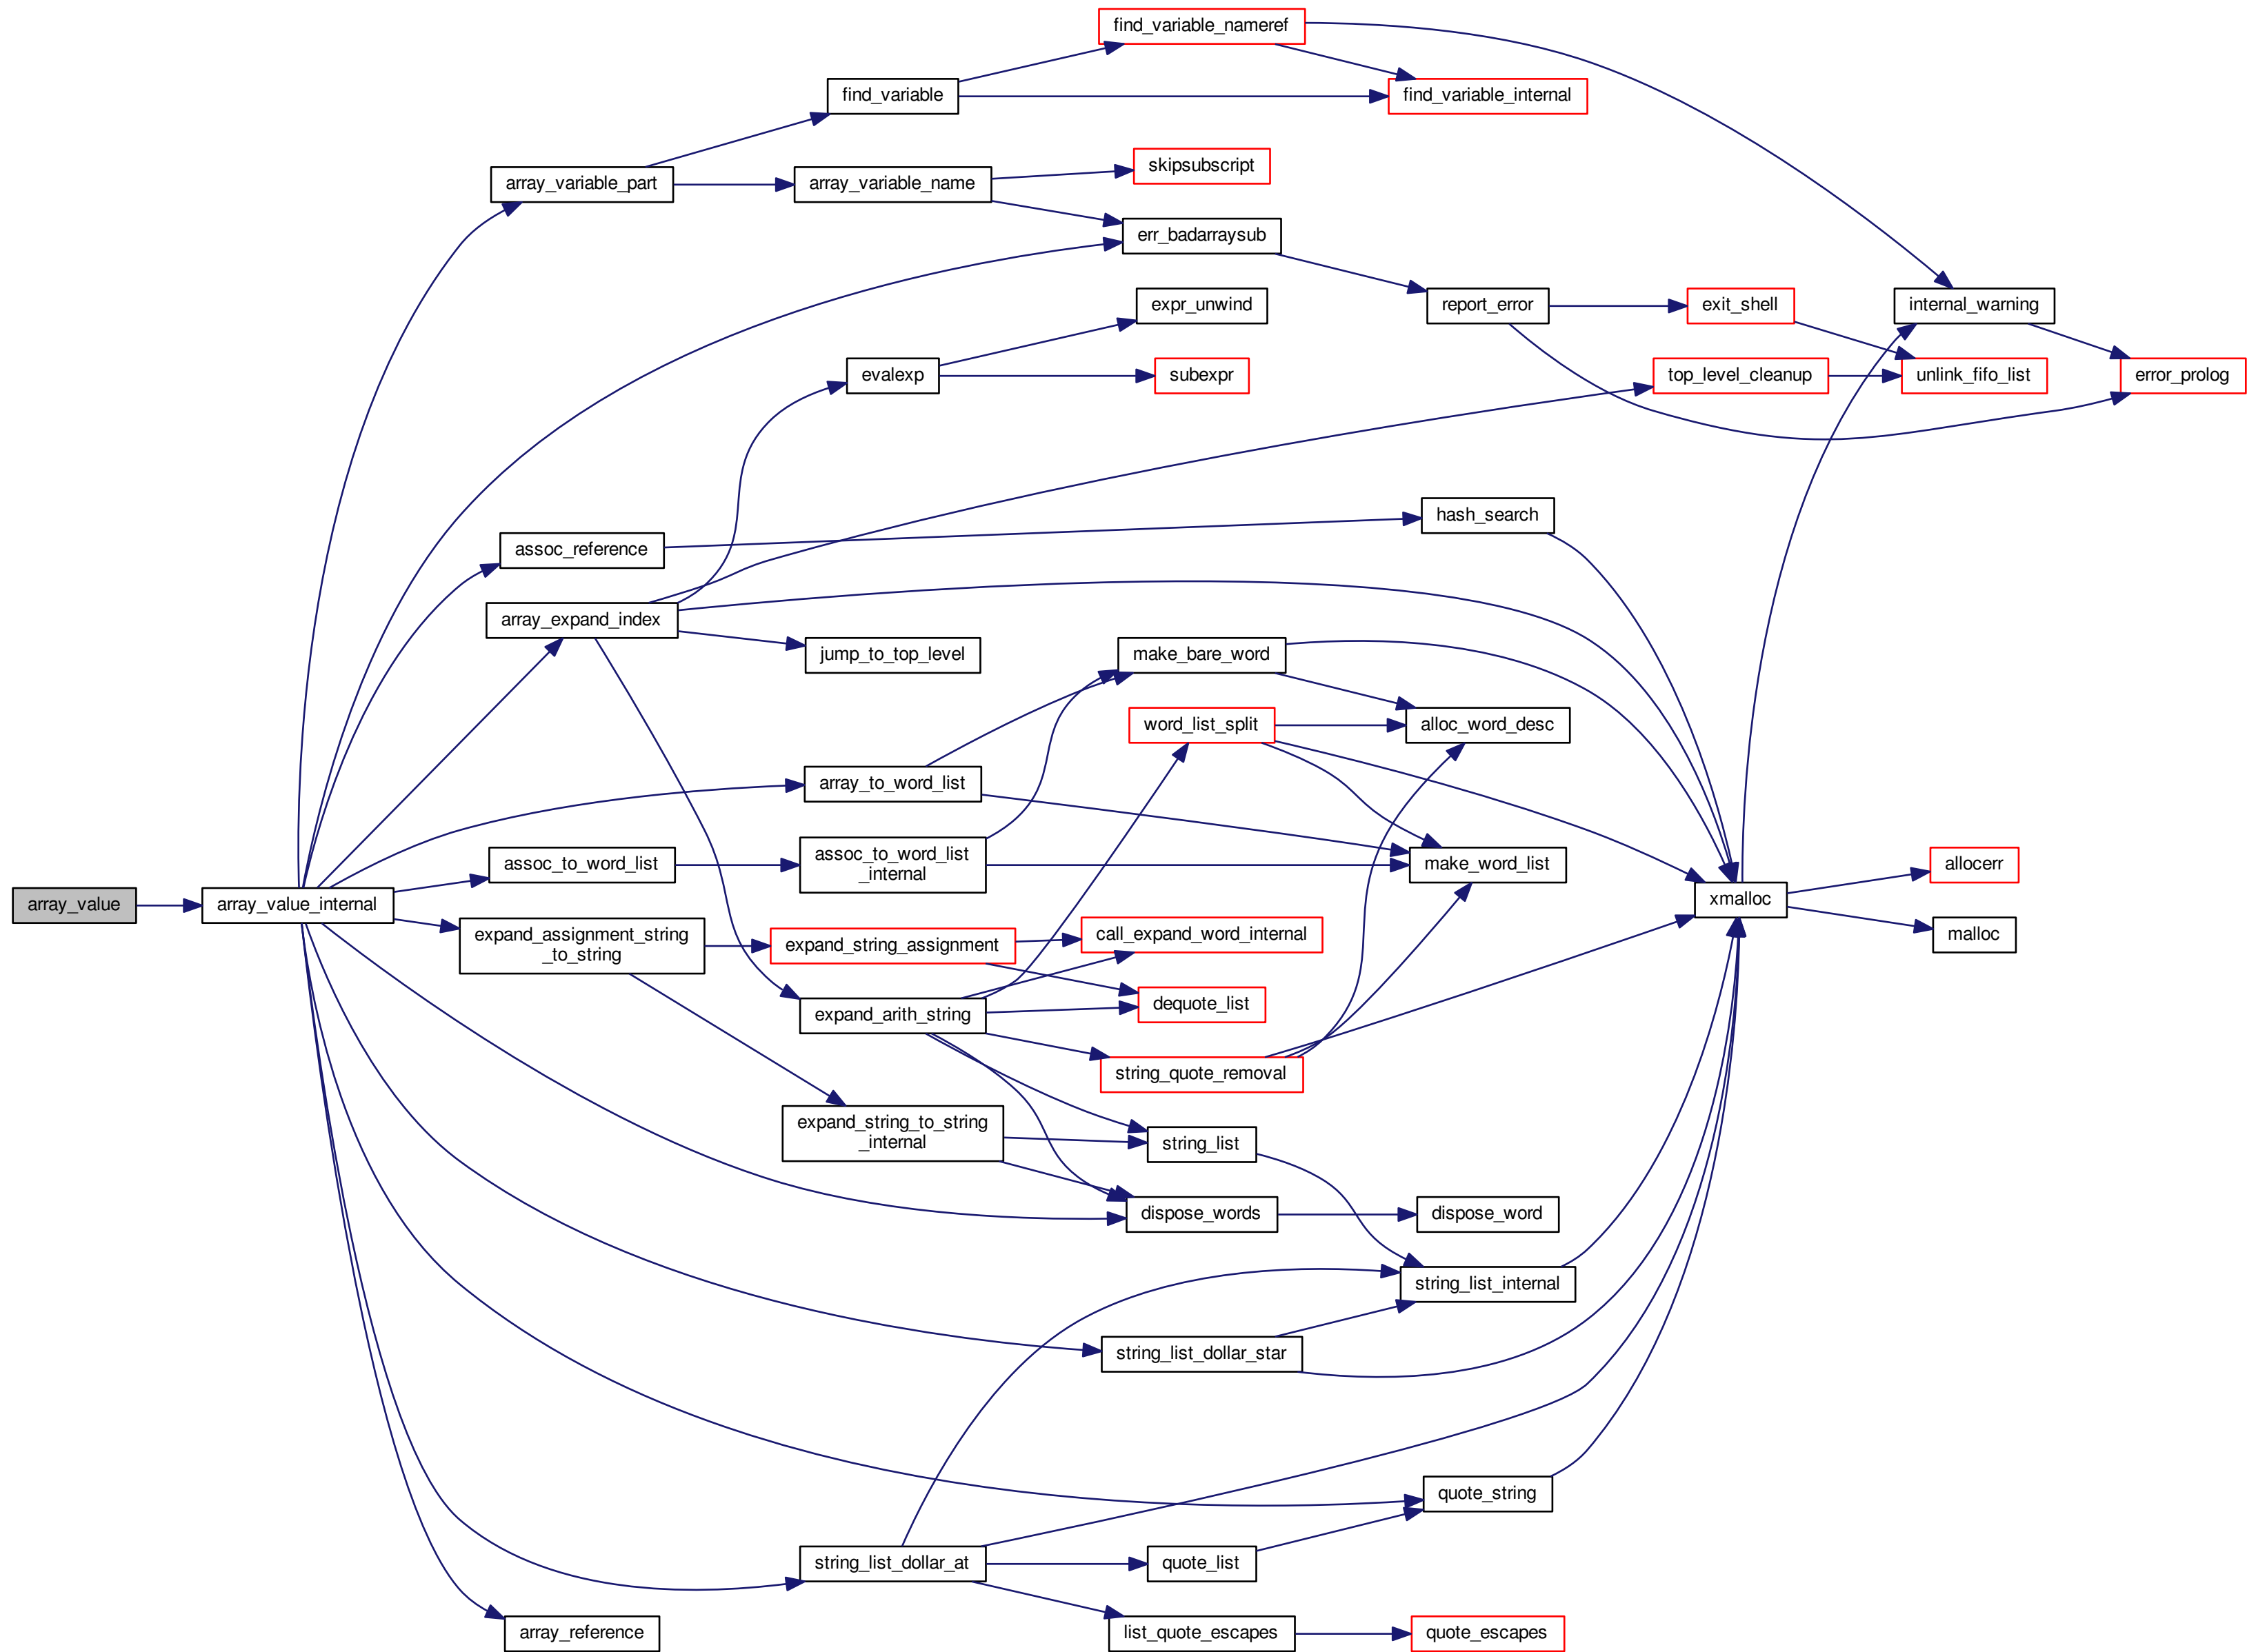 find_variable_nameref
find_variable
find_variable_internal
skipsubscript
array_variable_part
array_variable_name
err_badarraysub
expr_unwind
report_error
exit_shell
internal_warning
evalexp
subexpr
top_level_cleanup
unlink_fifo_list
error_prolog
hash_search
assoc_reference
array_expand_index
jump_to_top_level
make_bare_word
word_list_split
alloc_word_desc
array_to_word_list
assoc_to_word_list
assoc_to_word_list
_internal
make_word_list
allocerr
array_value
array_value_internal
xmalloc
expand_assignment_string
_to_string
expand_string_assignment
call_expand_word_internal
malloc
dequote_list
expand_arith_string
string_quote_removal
expand_string_to_string
_internal
string_list
dispose_words
dispose_word
string_list_internal
string_list_dollar_star
quote_string
string_list_dollar_at
quote_list
array_reference
list_quote_escapes
quote_escapes